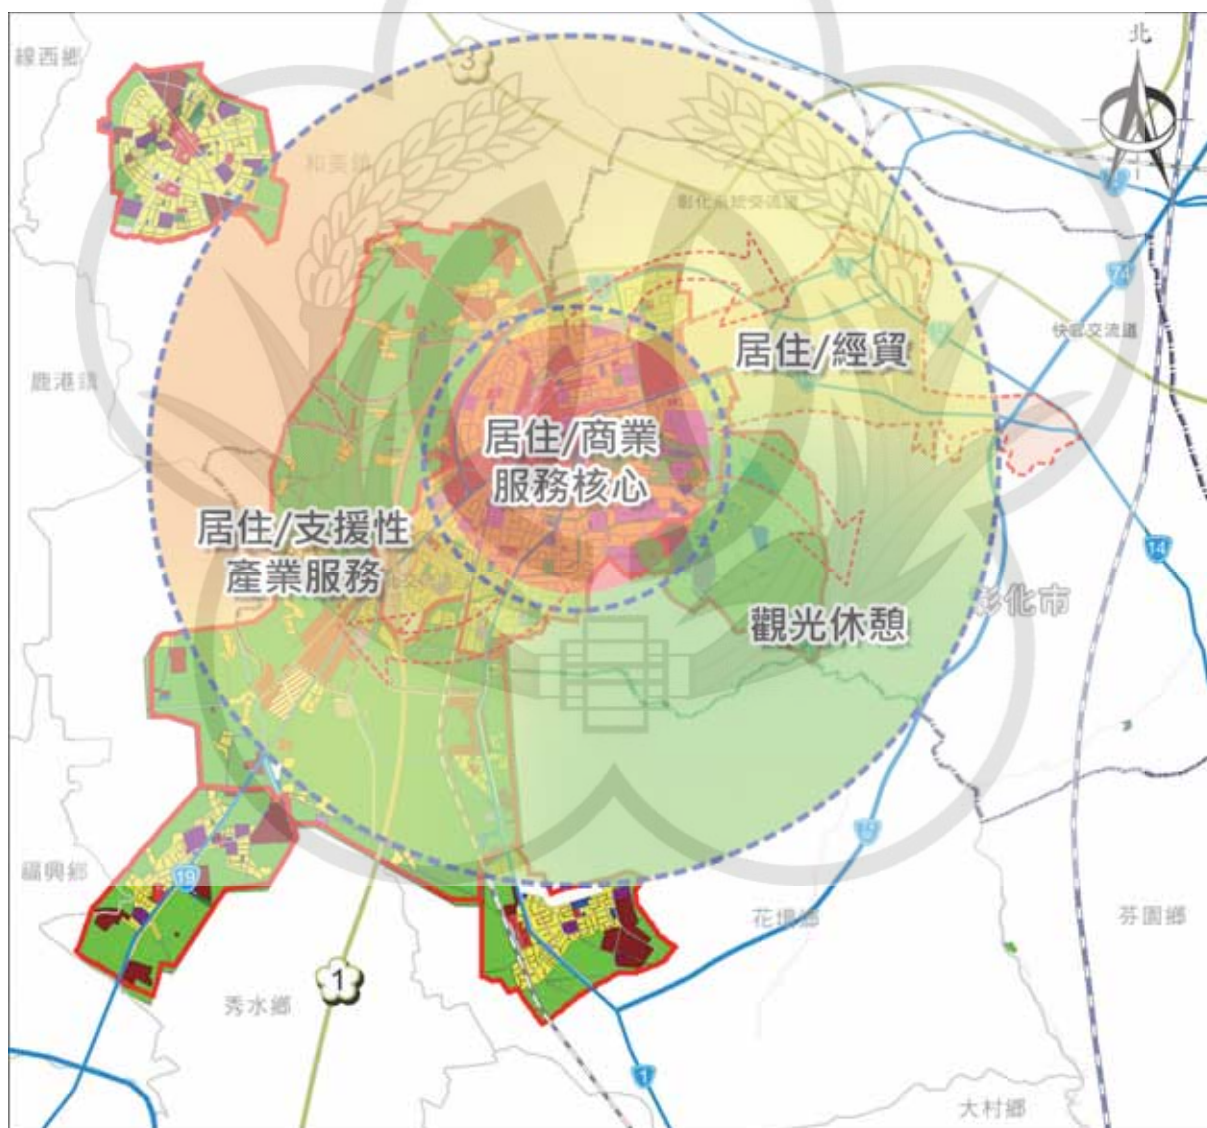 線西鄉
北
3
和美鎮
彰化系統交流道
74
快官交流道
鹿港鎮
居住/經貿
居住/商業
服務核心
居住/支援性
產業服務
14
彰化市
觀光休憩
福興鄉
19
花壇鄉
芬園鄉
1
秀水鄉
1
大村鄉